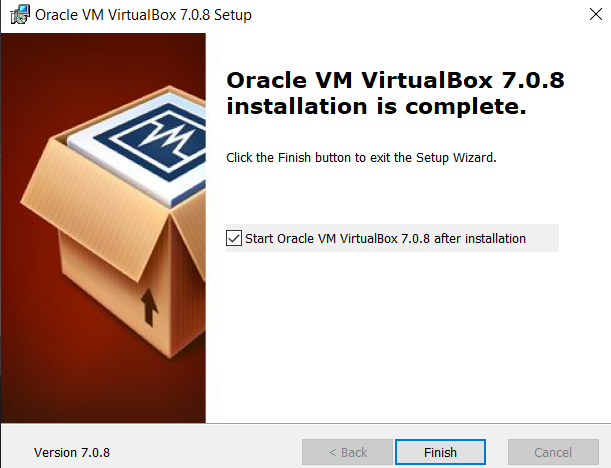 Oracle VM VirtualBox 7.0.8 Setup
Oracle VM VirtualBox 7.0.8
installation is complete.
Click the Finish button to exit the Setup Wizard.
Start Oracle VM VirtualBox 7.0.8 after installation
Version 7.0.8
< Back
Finish
Cancel